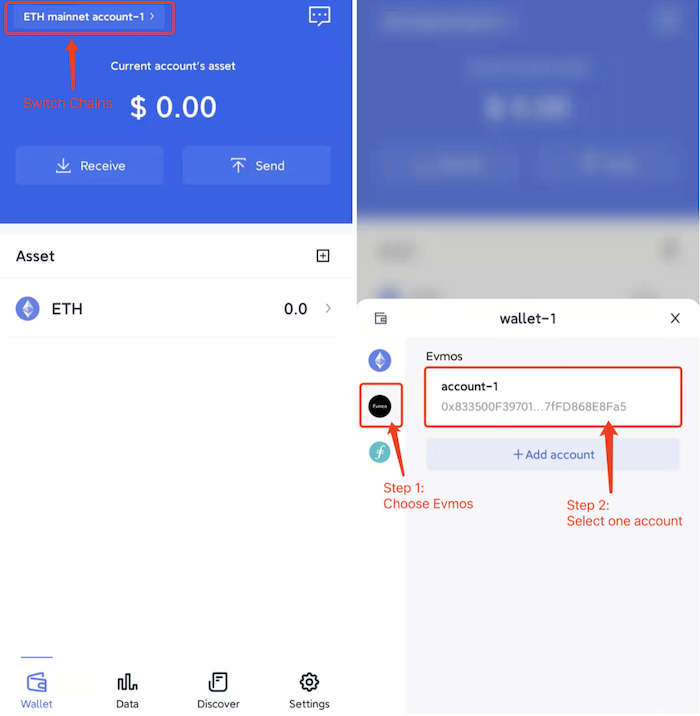 ETH mainnet account-1 >
Current account's asset
Switch Chains
$ 0.00
Receive
Send
Asset
ETH
0.0 >
Wallet
Data
Discover
Settings
wallet-1
Evmos
account-1
0x833500F39701...7fFD868E8Fa5
Evmos
+Add account
Step 1:
Choose Evmos
Step 2:
Select one account